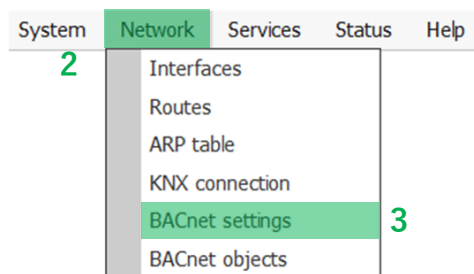 System Network Services Status Help
2
Interfaces
Routes
ARP table
KNX connection
BACnet settings 3
BACnet objects